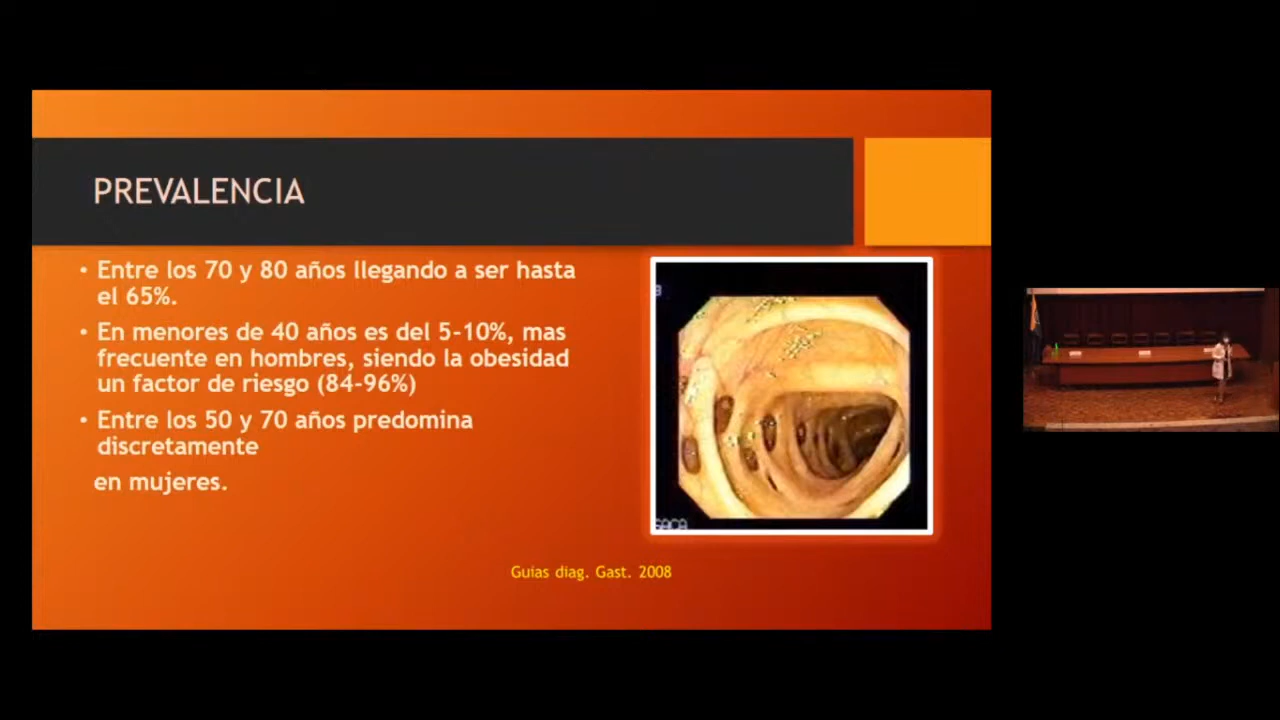 PREVALENCIA
• Entre los 70 y 80 años llegando a ser hasta
el 65%.
• En menores de 40 años es del 5-10%, mas
frecuente en hombres, siendo la obesidad
un factor de riesgo (84-96%)
• Entre los 50 y 70 años predomina
discretamente
en mujeres.
Guias diag. Gast. 2008